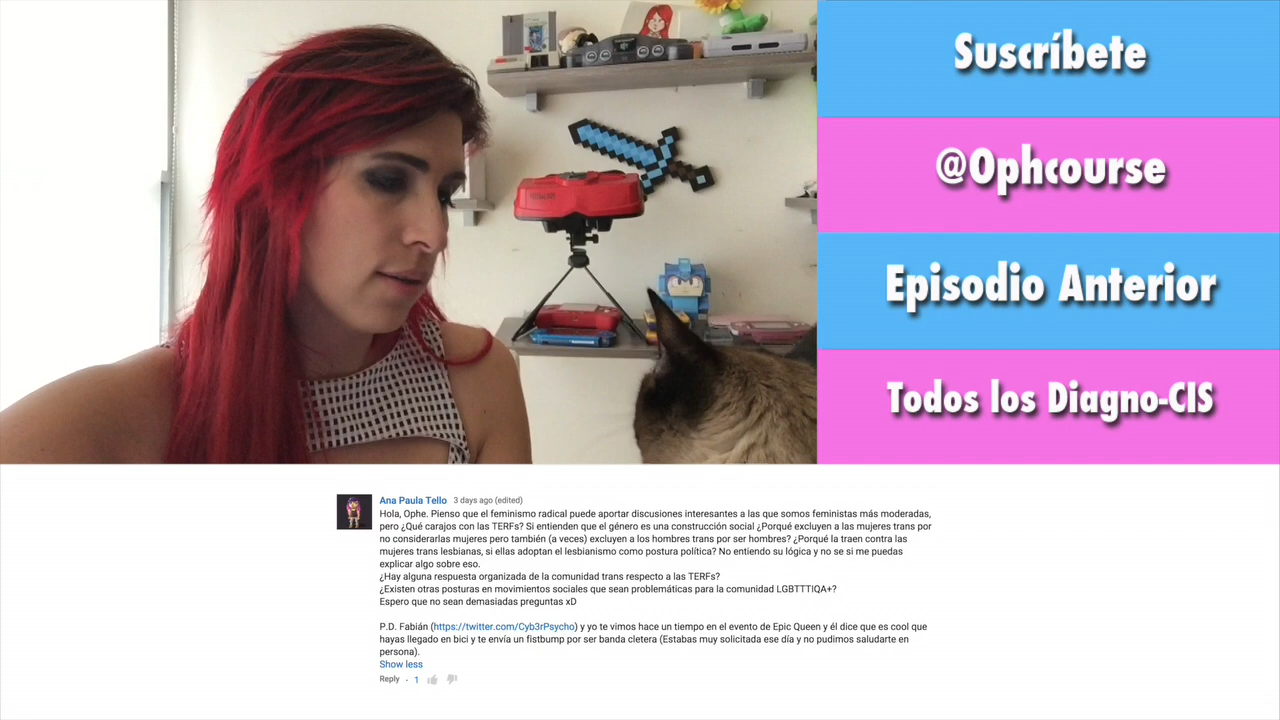 Suscríbete
@Ophcourse
Episodio Anterior
Todos los Diagno-CIS
Ana Paula Tello 3 days ago (edited)
Hola, Ophe. Pienso que el feminismo radical puede aportar discusiones interesantes a las que somos feministas más moderadas,
pero ¿Qué carajos con las TERFs? Si entienden que el género es una construcción social ¿Porqué excluyen a las mujeres trans por
no considerarlas mujeres pero también (a veces) excluyen a los hombres trans por ser hombres? ¿Porqué la traen contra las
mujeres trans lesbianas, si ellas adoptan el lesbianismo como postura política? No entiendo su lógica y no se si me puedas
explicar algo sobre eso.
¿Hay alguna respuesta organizada de la comunidad trans respecto a las TERFs?
¿Existen otras posturas en movimientos sociales que sean problemáticas para la comunidad LGBTTTIQA+?
Espero que no sean demasiadas preguntas xD
P.D. Fabián (https://twitter.com/Cyb3rPsycho) y yo te vimos hace un tiempo en el evento de Epic Queen y él dice que es cool que
hayas llegado en bici y te envía un fistbump por ser banda cletera (Estabas muy solicitada ese día y no pudimos saludarte en
persona).
Show less
Reply · 1